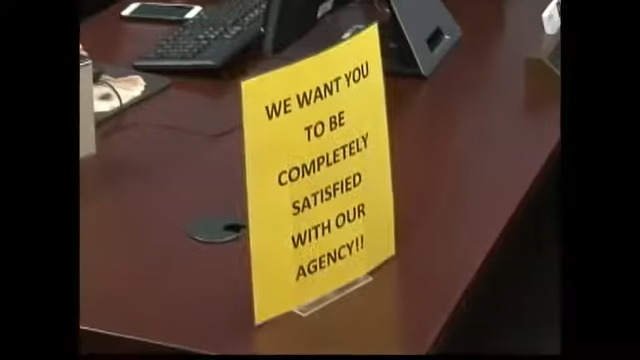 WE WANT YOU
TO BE
COMPLETELY
SATISFIED
WITH OUR
AGENCY!!